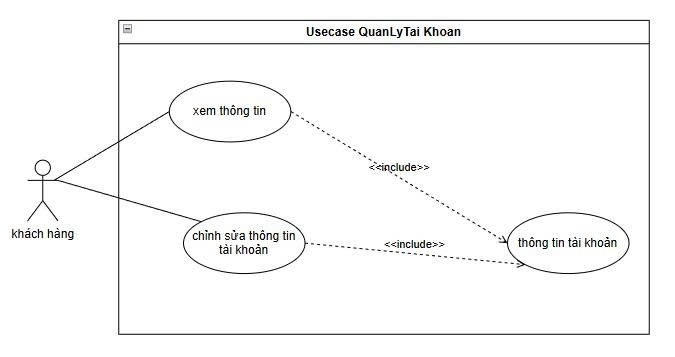 Usecase QuanLyTai Khoan
xem thông tin
<<include>>
khách hàng
chỉnh sửa thông tin
tài khoản
<<include>>
thông tin tài khoản